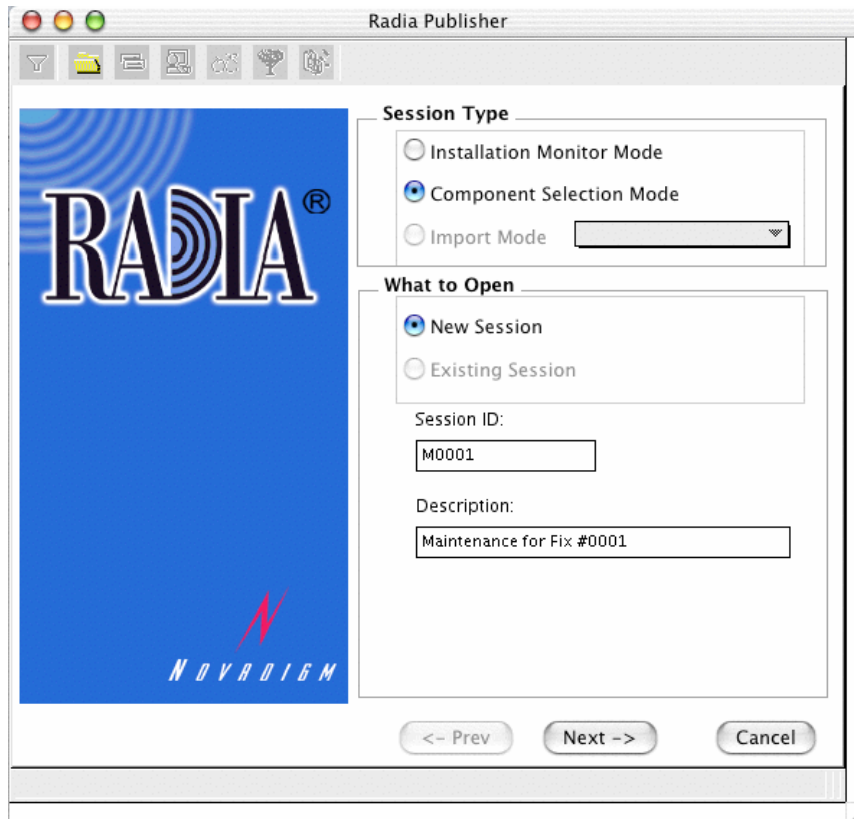 Radia Publisher
RADIA®
NOVADIGM
Session Type
Installation Monitor Mode
Component Selection Mode
Import Mode
What to Open
New Session
Existing Session
Session ID:
M0001
Description:
Maintenance for Fix #0001
<- Prev
Next ->
Cancel